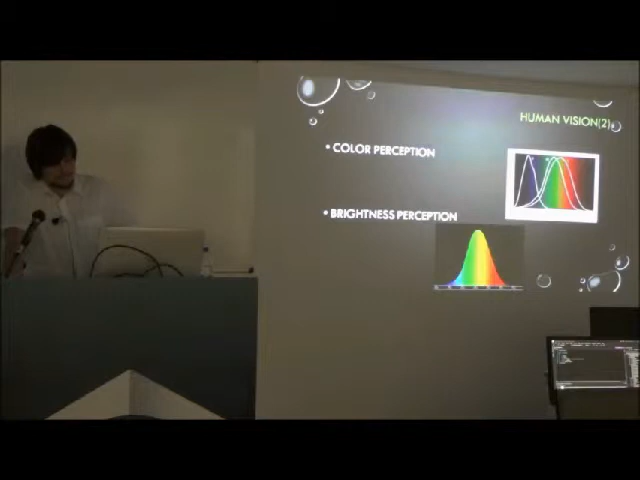 HUMAN VISION(2)
• COLOR PERCEPTION
• BRIGHTNESS PERCEPTION